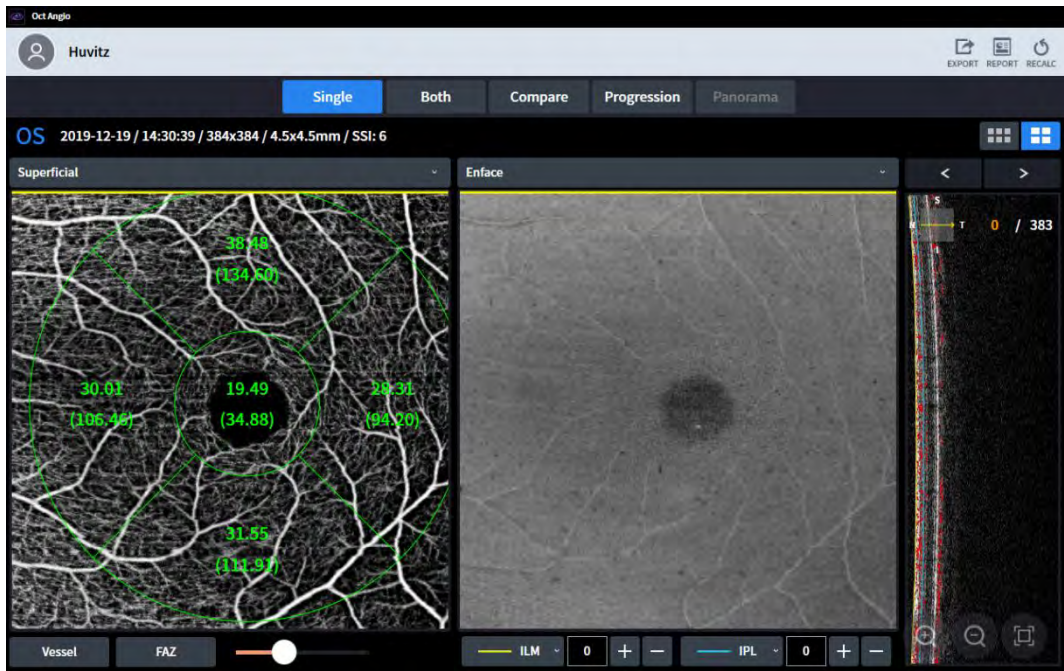 Oct Angio
Huvitz
EXPORT REPORT RECALC
Single Both Compare Progression Panorama
OS 2019-12-19 / 14:30:39 / 384x384 / 4.5x4.5mm / SSI: 6
Superficial Enface < >
S
N T 0 / 383
38.48
(134.60)
30.01 19.49 28.31
(106.46) (34.88) (94.20)
31.55
(111.91)
Vessel FAZ ILM 0 + − IPL 0 + −